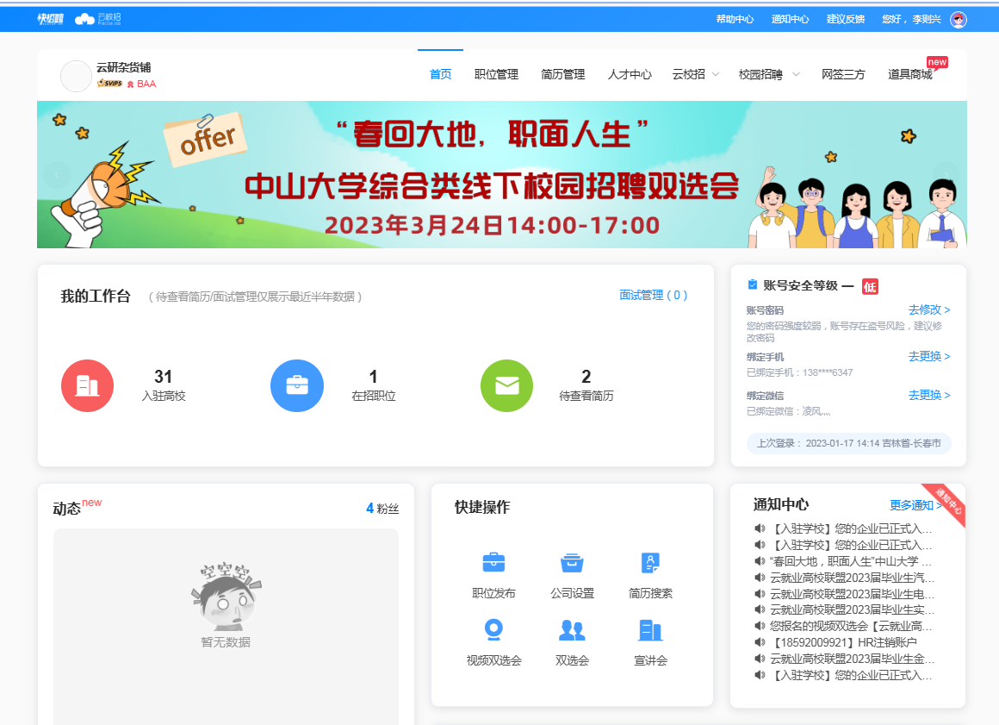 快招聘 云校招
帮助中心 通知中心 建议反馈 您好，李则兴
云研杂货铺
SVIP5 BAA
首页 职位管理 简历管理 人才中心 云校招 校园招聘 网签三方 道具商城 new
offer
“春回大地，职面人生”
中山大学综合类线下校园招聘双选会
2023年3月24日14:00-17:00
我的工作台 （待查看简历/面试管理仅展示最近半年数据） 面试管理 ( 0 )
31
入驻高校
1
在招职位
2
待查看简历
账号安全等级 — 低
账号密码 去修改 >
您的密码强度较弱，账号存在盗号风险，建议修
改密码
绑定手机 去更换 >
已绑定手机：138****6347
绑定微信 去更换 >
已绑定微信：凌风灬
上次登录： 2023-01-17 14:14 吉林省-长春市
动态 new 4 粉丝
空空空
暂无数据
快捷操作
职位发布 公司设置 简历搜索
视频双选会 双选会 宣讲会
通知中心 更多通知 >
通知中心
【入驻学校】您的企业已正式入...
【入驻学校】您的企业已正式入...
“春回大地，职面人生”中山大学 ...
云就业高校联盟2023届毕业生汽...
云就业高校联盟2023届毕业生电...
云就业高校联盟2023届毕业生实...
您报名的视频双选会【云就业高...
【18592009921】HR注销账户
云就业高校联盟2023届毕业生金...
【入驻学校】您的企业已正式入...